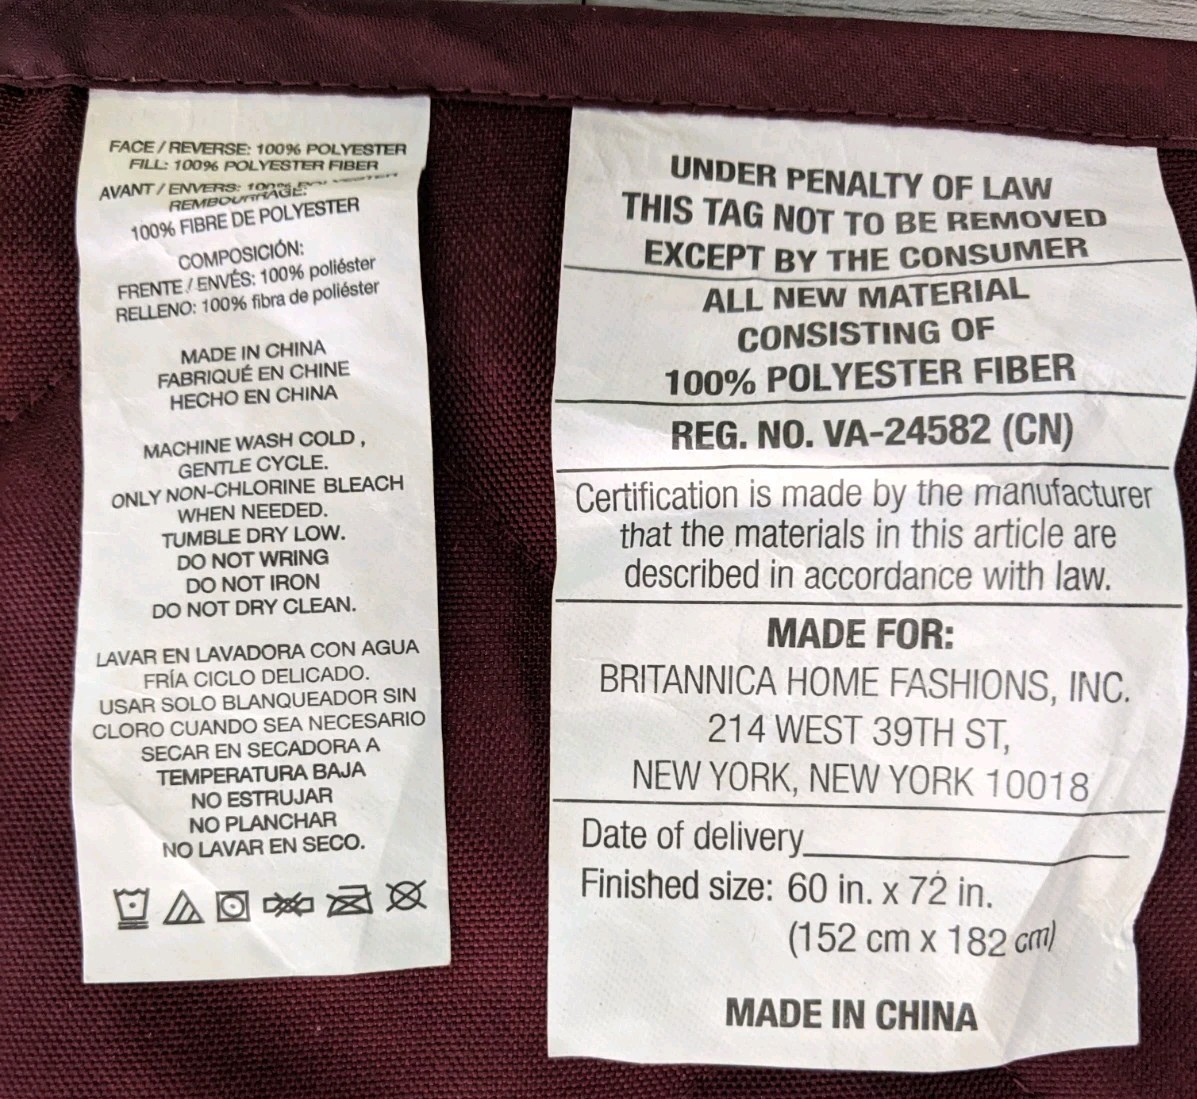 FACE / REVERSE: 100% POLYESTER
FILL: 100% POLYESTER FIBER
AVANT / ENVERS: 100%
REMBOURRAGE:
100% FIBRE DE POLYESTER
COMPOSICIÓN:
FRENTE / ENVÉS: 100% poliéster
RELLENO: 100% fibra de poliéster
MADE IN CHINA
FABRIQUÉ EN CHINE
HECHO EN CHINA
MACHINE WASH COLD ,
GENTLE CYCLE.
ONLY NON-CHLORINE BLEACH
WHEN NEEDED.
TUMBLE DRY LOW.
DO NOT WRING
DO NOT IRON
DO NOT DRY CLEAN.
LAVAR EN LAVADORA CON AGUA
FRÍA CICLO DELICADO.
USAR SOLO BLANQUEADOR SIN
CLORO CUANDO SEA NECESARIO
SECAR EN SECADORA A
TEMPERATURA BAJA
NO ESTRUJAR
NO PLANCHAR
NO LAVAR EN SECO.
UNDER PENALTY OF LAW
THIS TAG NOT TO BE REMOVED
EXCEPT BY THE CONSUMER
ALL NEW MATERIAL
CONSISTING OF
100% POLYESTER FIBER
REG. NO. VA-24582 (CN)
Certification is made by the manufacturer
that the materials in this article are
described in accordance with law.
MADE FOR:
BRITANNICA HOME FASHIONS, INC.
214 WEST 39TH ST,
NEW YORK, NEW YORK 10018
Date of delivery
Finished size: 60 in. x 72 in.
(152 cm x 182 cm)
MADE IN CHINA